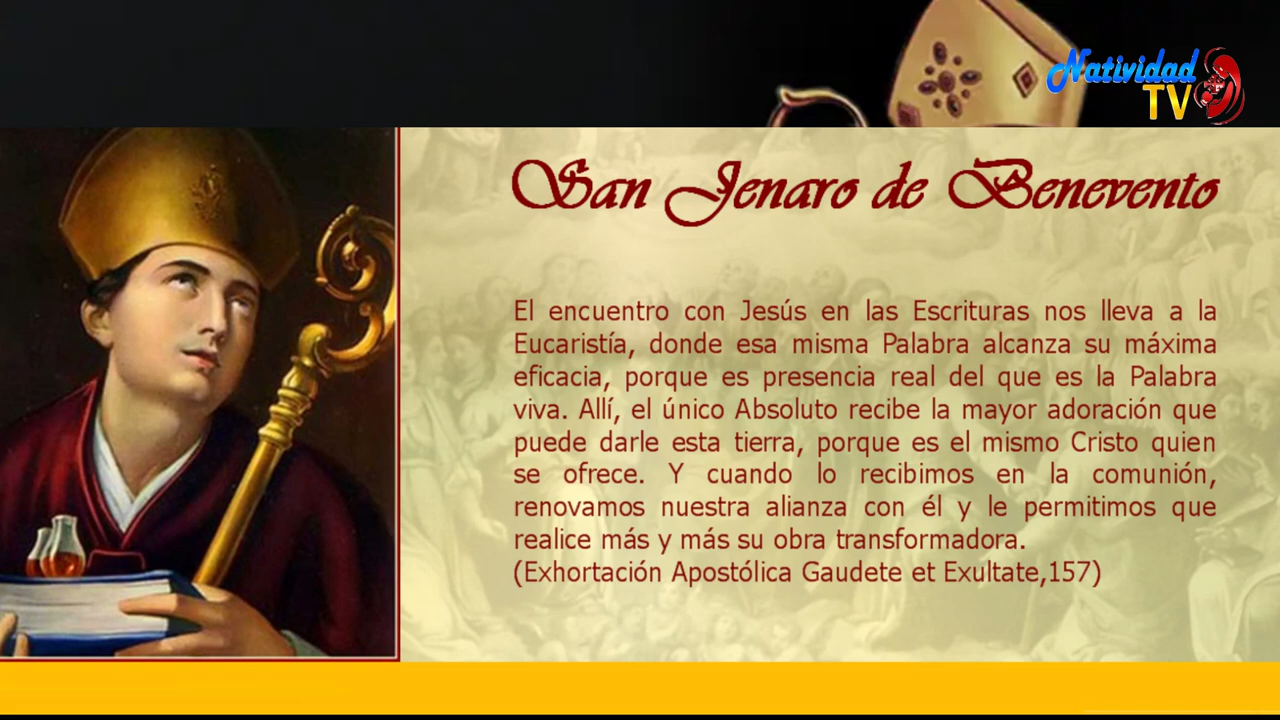 Natividad
TV
San Jenaro de Benevento
El encuentro con Jesús en las Escrituras nos lleva a la
Eucaristía, donde esa misma Palabra alcanza su máxima
eficacia, porque es presencia real del que es la Palabra
viva. Allí, el único Absoluto recibe la mayor adoración que
puede darle esta tierra, porque es el mismo Cristo quien
se ofrece. Y cuando lo recibimos en la comunión,
renovamos nuestra alianza con él y le permitimos que
realice más y más su obra transformadora.
(Exhortación Apostólica Gaudete et Exultate,157)